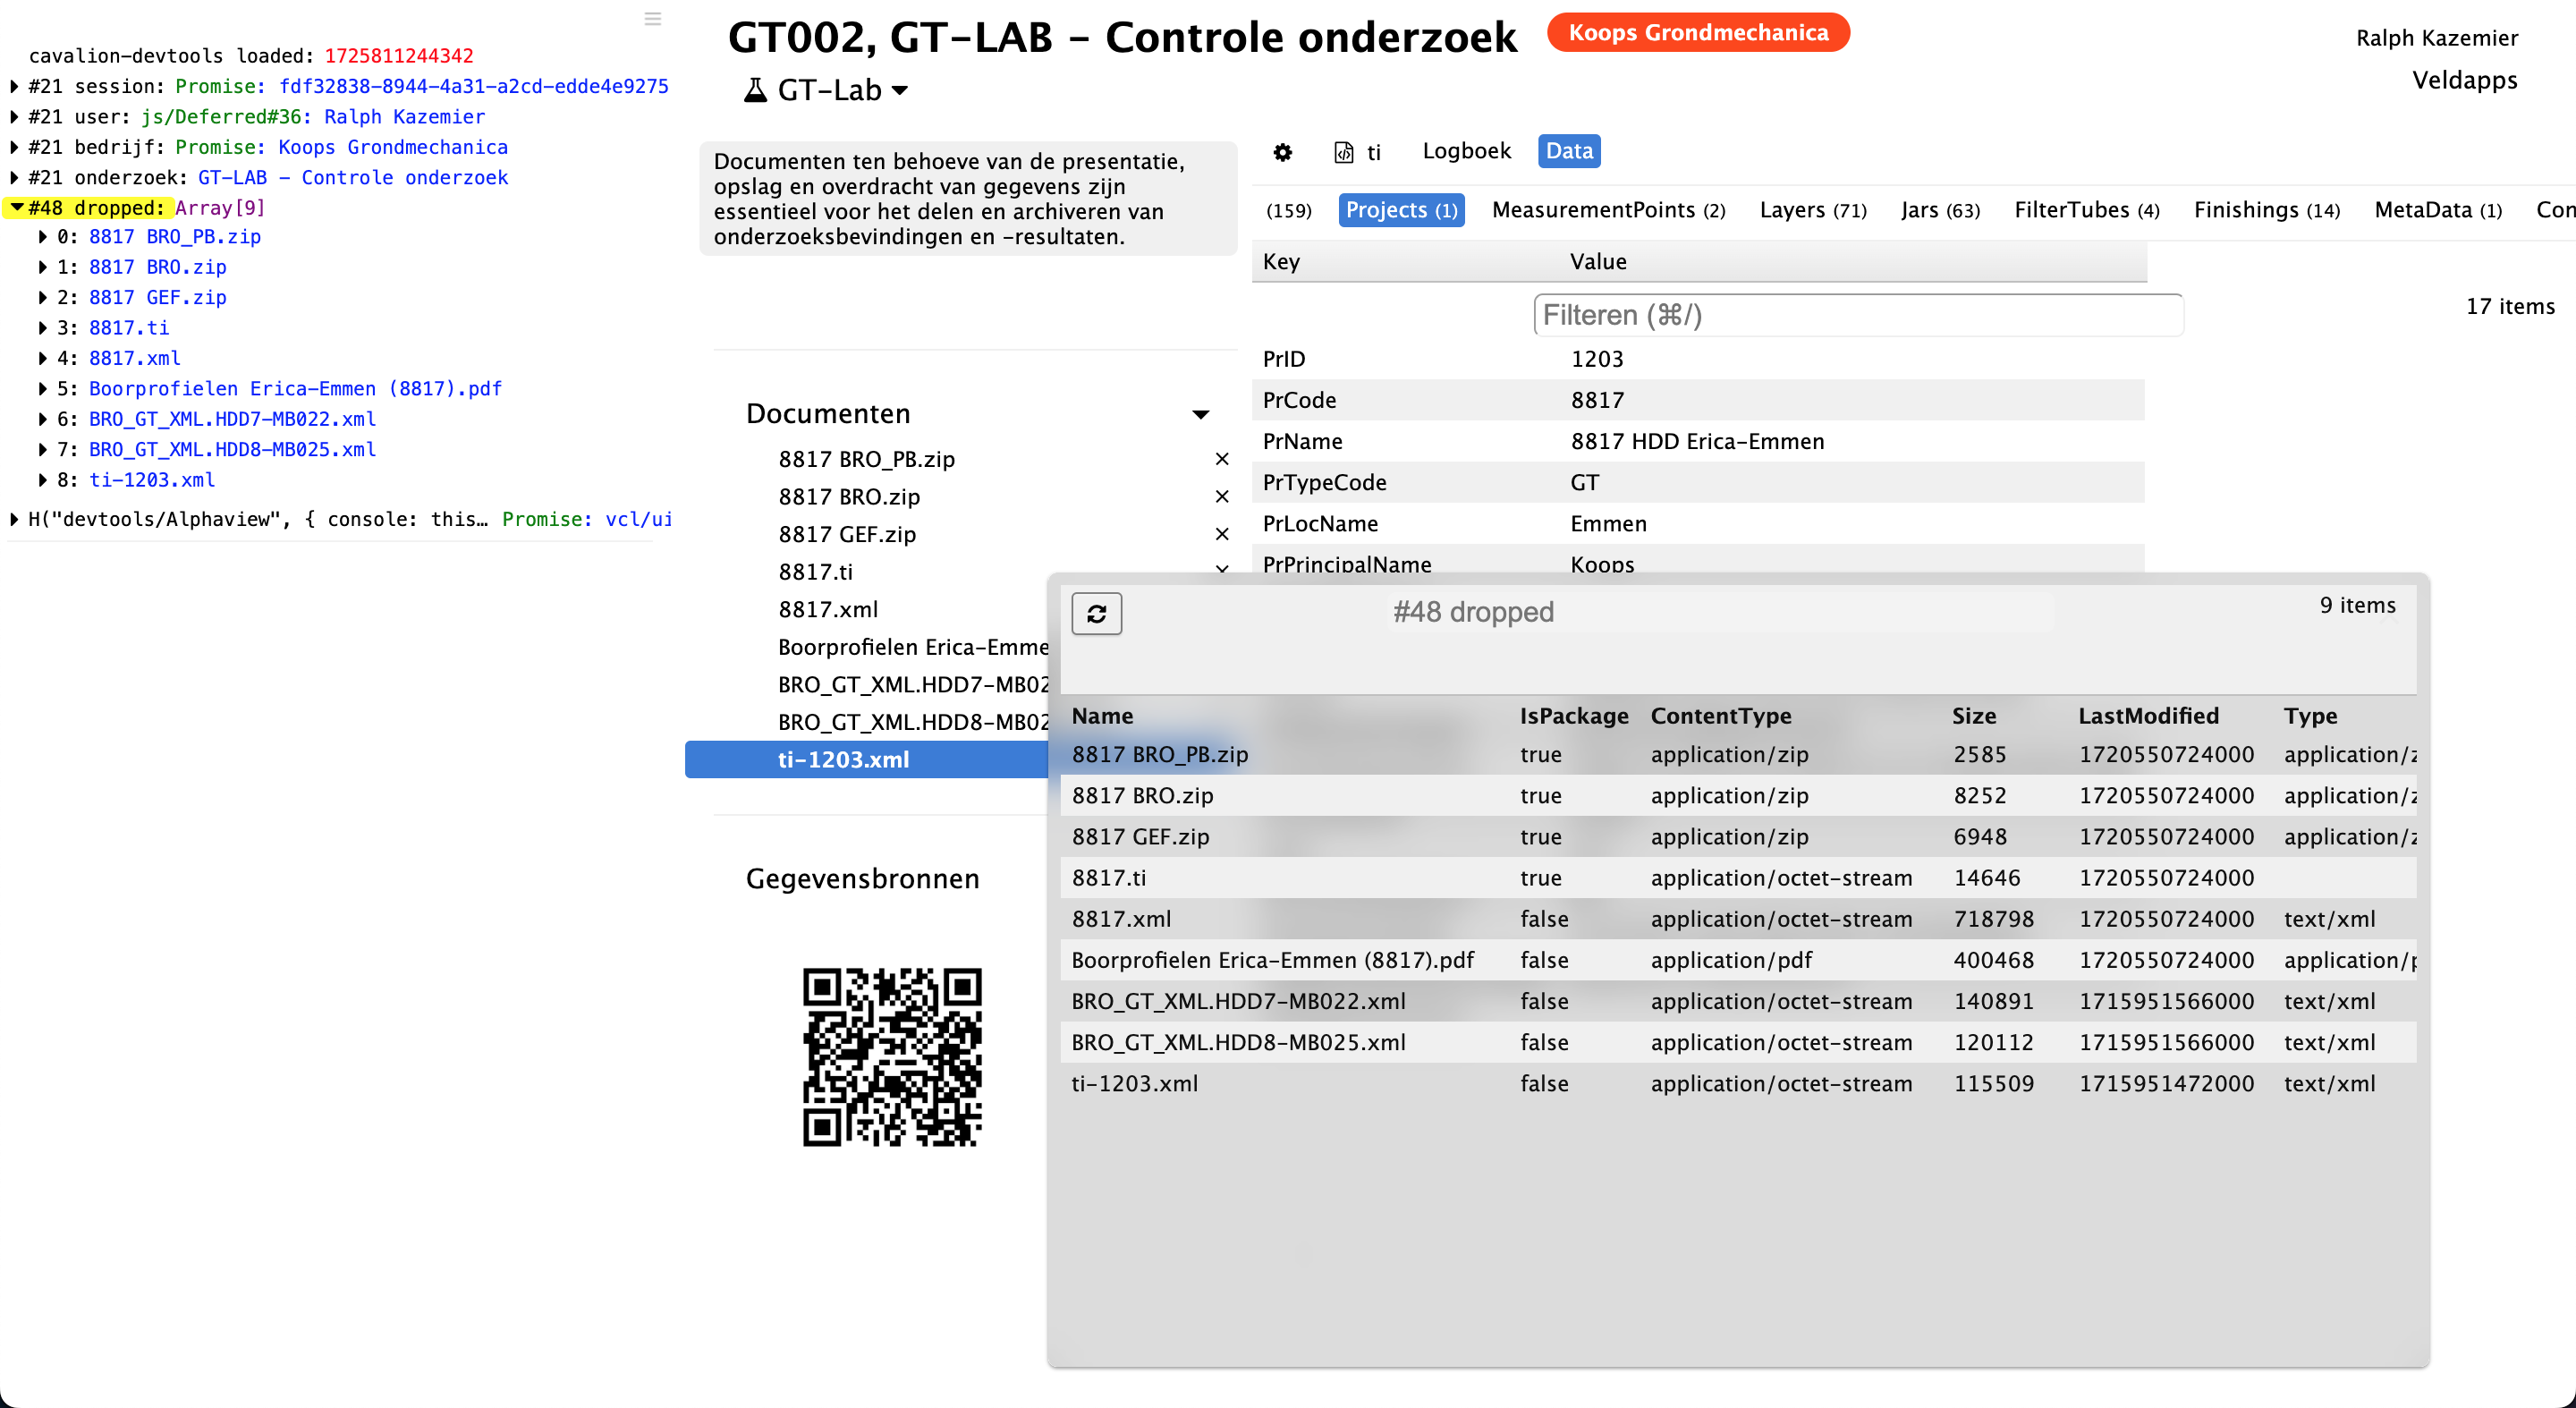 cavalion-devtools loaded: 1725811244342
#21 session: Promise: fdf32838-8944-4a31-a2cd-edde4e9275
#21 user: js/Deferred#36: Ralph Kazemier
#21 bedrijf: Promise: Koops Grondmechanica
#21 onderzoek: GT-LAB - Controle onderzoek
#48 dropped: Array[9]
0: 8817 BRO_PB.zip
1: 8817 BRO.zip
2: 8817 GEF.zip
3: 8817.ti
4: 8817.xml
5: Boorprofielen Erica-Emmen (8817).pdf
6: BRO_GT_XML.HDD7-MB022.xml
7: BRO_GT_XML.HDD8-MB025.xml
8: ti-1203.xml
H("devtools/Alphaview", { console: this… Promise: vcl/ui
GT002, GT-LAB - Controle onderzoek
Koops Grondmechanica
GT-Lab
Ralph Kazemier
Veldapps
Documenten ten behoeve van de presentatie,
opslag en overdracht van gegevens zijn
essentieel voor het delen en archiveren van
onderzoeksbevindingen en -resultaten.
Documenten
8817 BRO_PB.zip
8817 BRO.zip
8817 GEF.zip
8817.ti
8817.xml
Boorprofielen Erica-Emme
BRO_GT_XML.HDD7-MB02
BRO_GT_XML.HDD8-MB02
ti-1203.xml
Gegevensbronnen
ti Logboek Data
(159) Projects (1) MeasurementPoints (2) Layers (71) Jars (63) FilterTubes (4) Finishings (14) MetaData (1) Con
Key Value
Filteren (⌘/)
17 items
PrID 1203
PrCode 8817
PrName 8817 HDD Erica-Emmen
PrTypeCode GT
PrLocName Emmen
PrPrincipalName Koops
#48 dropped
9 items
Name IsPackage ContentType Size LastModified Type
8817 BRO_PB.zip true application/zip 2585 1720550724000 application/z
8817 BRO.zip true application/zip 8252 1720550724000 application/z
8817 GEF.zip true application/zip 6948 1720550724000 application/z
8817.ti true application/octet-stream 14646 1720550724000
8817.xml false application/octet-stream 718798 1720550724000 text/xml
Boorprofielen Erica-Emmen (8817).pdf false application/pdf 400468 1720550724000 application/p
BRO_GT_XML.HDD7-MB022.xml false application/octet-stream 140891 1715951566000 text/xml
BRO_GT_XML.HDD8-MB025.xml false application/octet-stream 120112 1715951566000 text/xml
ti-1203.xml false application/octet-stream 115509 1715951472000 text/xml